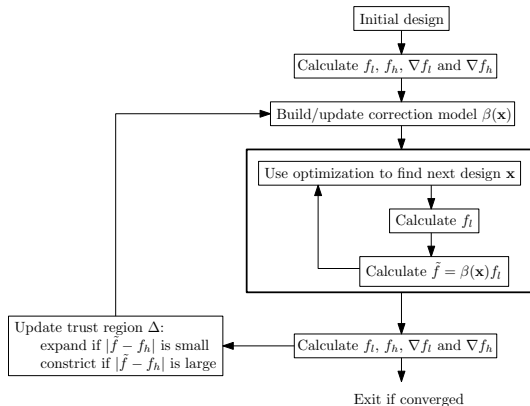 Initial design
Calculate $f_l$, $f_h$, $\nabla f_l$ and $\nabla f_h$
Build/update correction model $\beta(\mathbf{x})$
Use optimization to find next design $\mathbf{x}$
Calculate $f_l$
Calculate $\tilde{f} = \beta(\mathbf{x}) f_l$
Update trust region $\Delta$:
expand if $|\tilde{f} - f_h|$ is small
constrict if $|\tilde{f} - f_h|$ is large
Calculate $f_l$, $f_h$, $\nabla f_l$ and $\nabla f_h$
Exit if converged